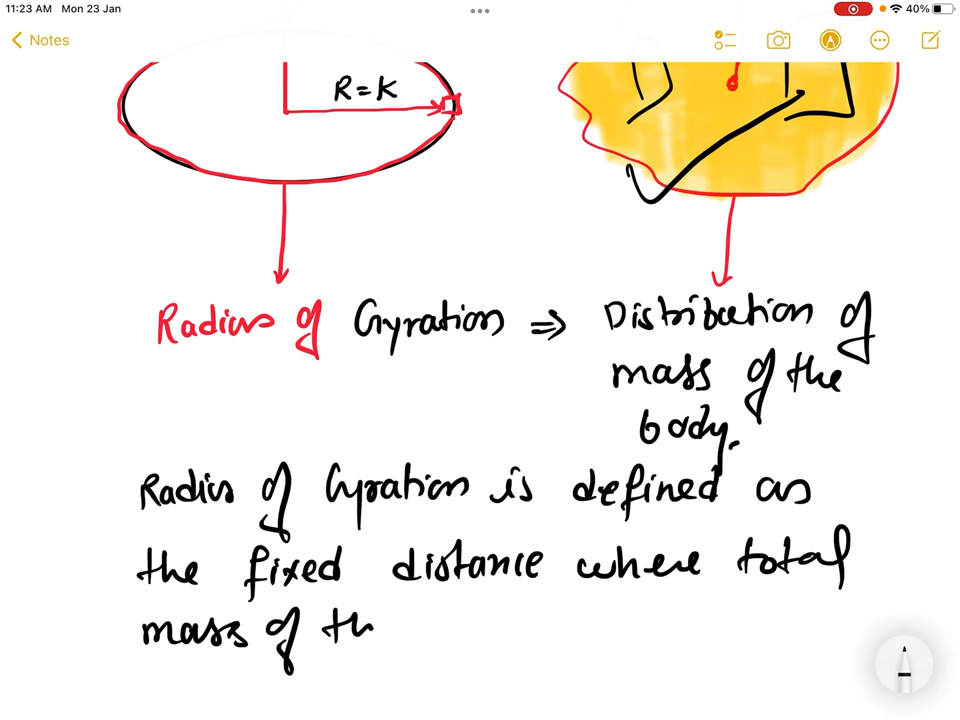 11:23 AM Mon 23 Jan
40%
Notes
R = K
Radius of Gyration ⇒ Distribution of
mass of the
body.
Radius of Gyration is defined as
the fixed distance where total
mass of th